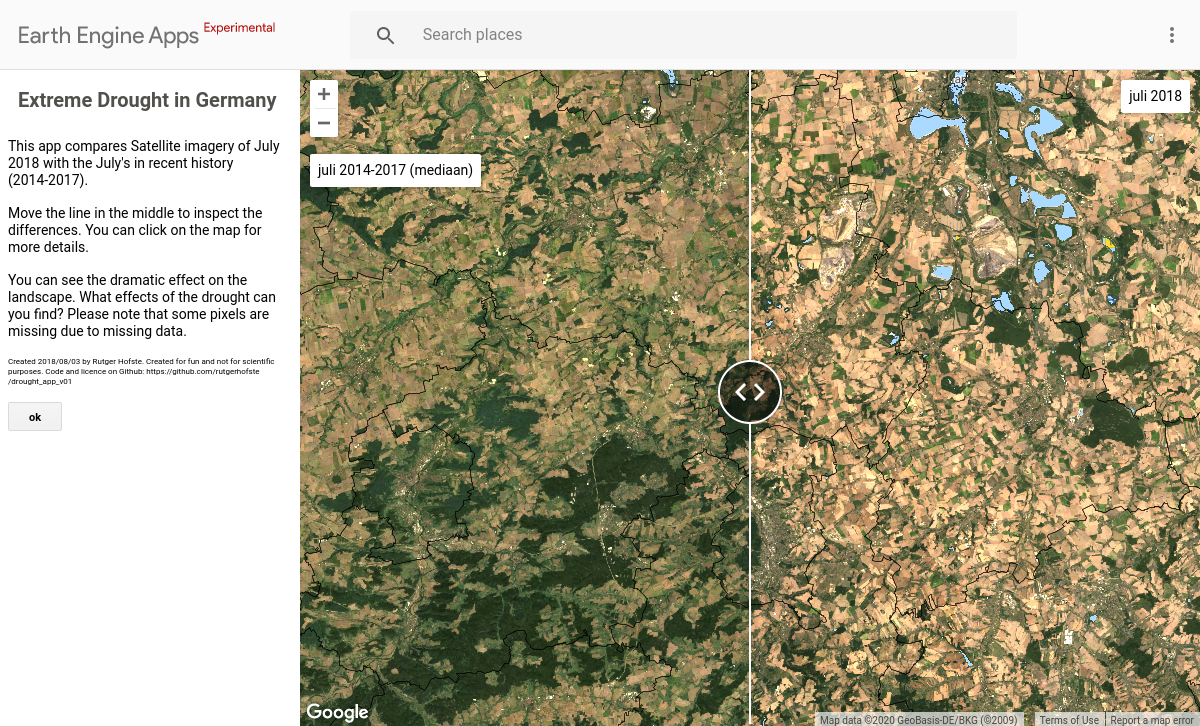 Earth Engine Apps Experimental
Search places
Extreme Drought in Germany
This app compares Satellite imagery of July
2018 with the July's in recent history
(2014-2017).
Move the line in the middle to inspect the
differences. You can click on the map for
more details.
You can see the dramatic effect on the
landscape. What effects of the drought can
you find? Please note that some pixels are
missing due to missing data.
Created 2018/08/03 by Rutger Hofste. Created for fun and not for scientific
purposes. Code and licence on Github: https://github.com/rutgerhofste
/drought_app_v01
ok
+
−
juli 2014-2017 (mediaan)
juli 2018
Google
Map data ©2020 GeoBasis-DE/BKG (©2009)
Terms of Use
Report a map error